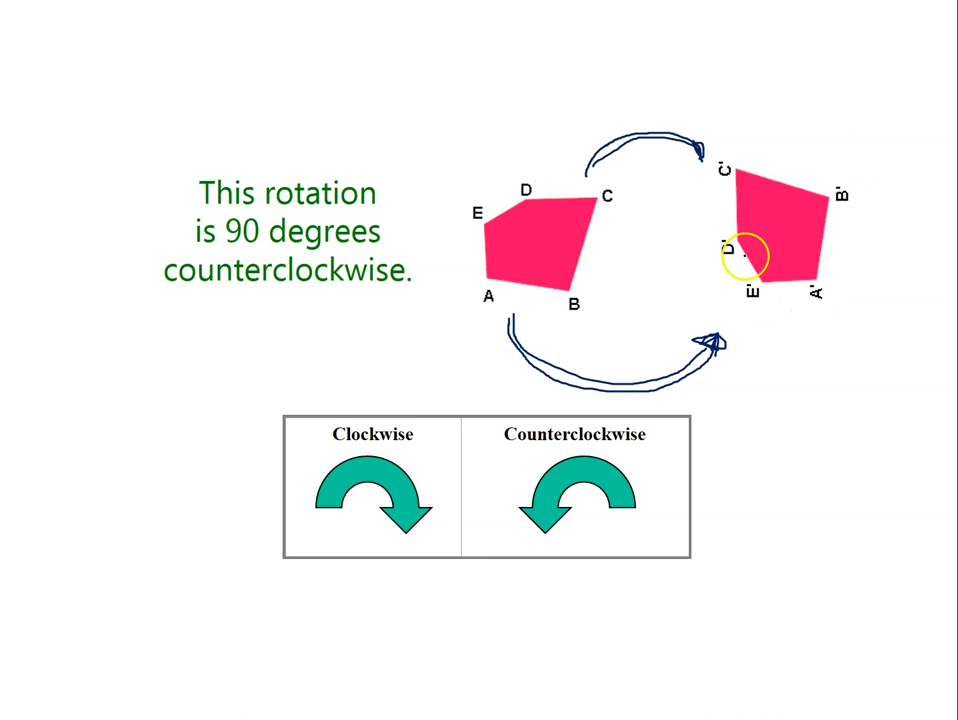 This rotation
is 90 degrees
counterclockwise.
D
C
E
A
B
C'
B'
D'
E'
A'
Clockwise
Counterclockwise